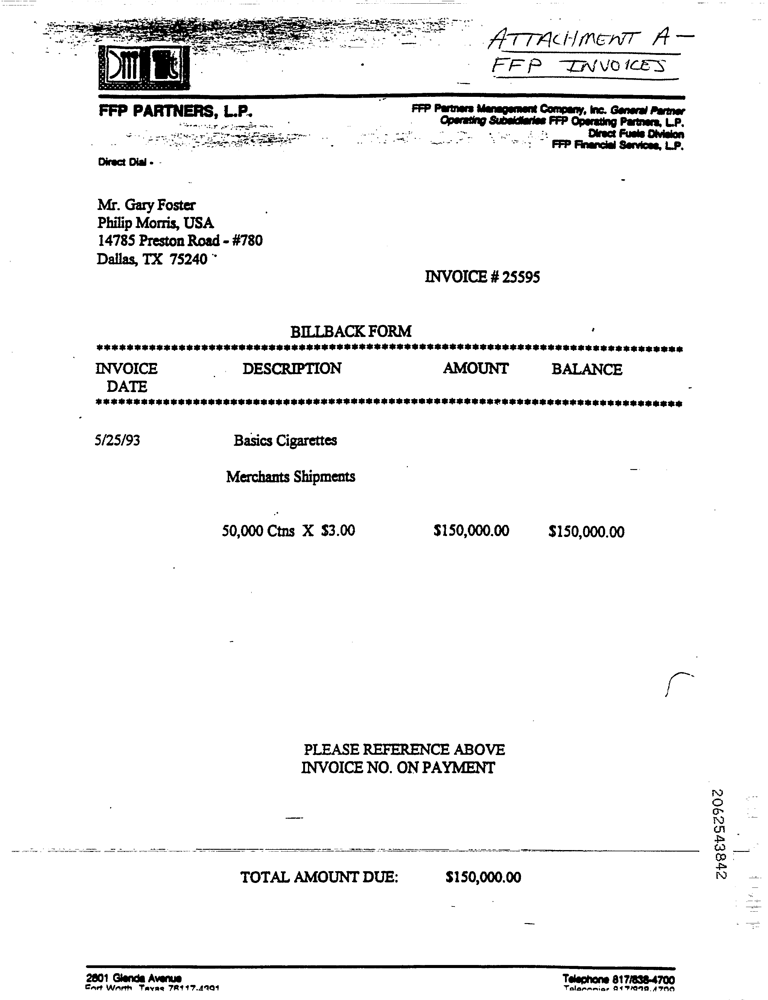 ATTACHMENT A -
FFP INVOICES
FFP PARTNERS, L.P.
FFP Partners Management Company, Inc. General Partner
Operating Subsidiaries FFP Operating Partners, L.P.
Direct Fuels Division
FFP Financial Services, L.P.
Direct Dial -
Mr. Gary Foster
Philip Morris, USA
14785 Preston Road - #780
Dallas, TX 75240
INVOICE # 25595
BILLBACK FORM
INVOICE DESCRIPTION AMOUNT BALANCE
DATE
5/25/93 Basics Cigarettes
Merchants Shipments
50,000 Ctns X $3.00 $150,000.00 $150,000.00
PLEASE REFERENCE ABOVE
INVOICE NO. ON PAYMENT
2062543842
TOTAL AMOUNT DUE: $150,000.00
2801 Glenda Avenue Telephone 817/838-4700
Fort Worth, Texas 76117-4391